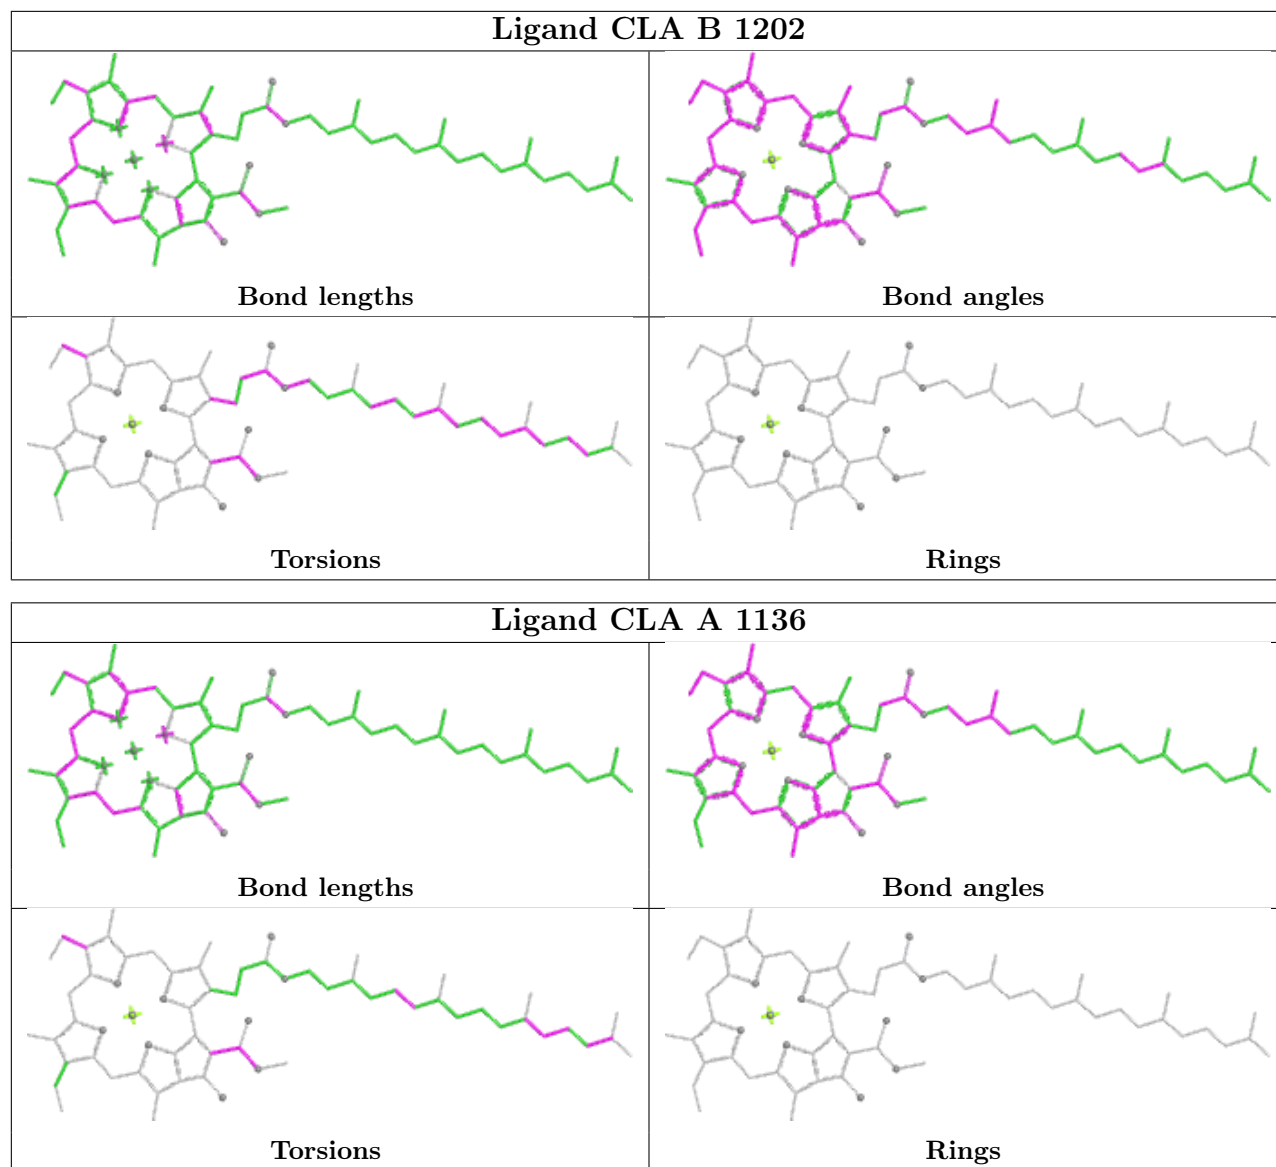 Ligand CLA B 1202
Bond lengths
Bond angles
Torsions
Rings
Ligand CLA A 1136
Bond lengths
Bond angles
Torsions
Rings